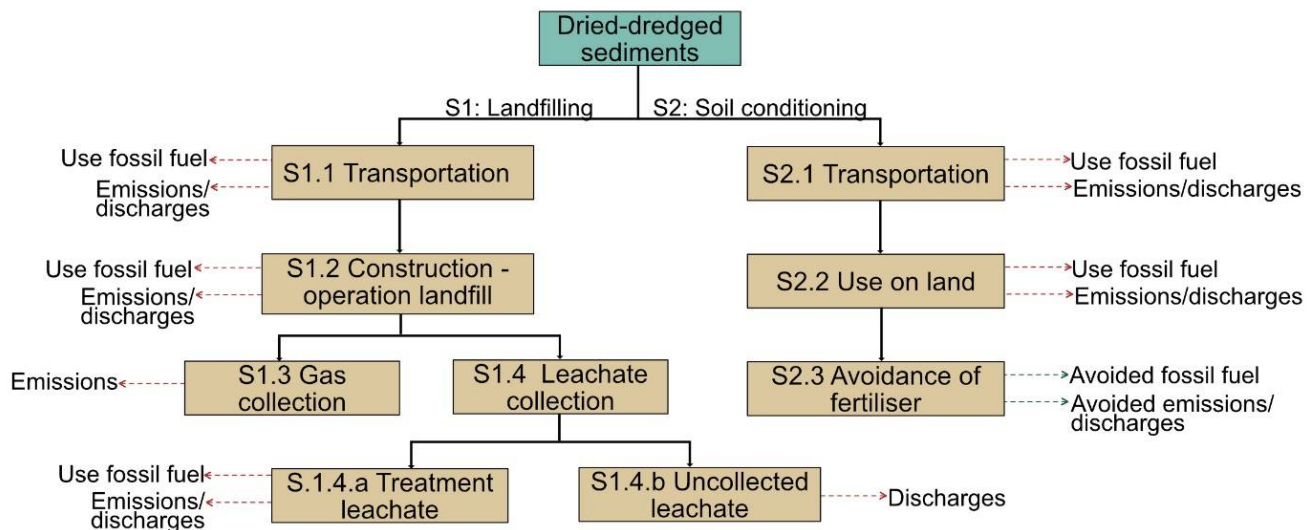 Dried-dredged
sediments
S1: Landfilling
S2: Soil conditioning
Use fossil fuel
Emissions/
discharges
S1.1 Transportation
S2.1 Transportation
Use fossil fuel
Emissions/discharges
Use fossil fuel
Emissions/
discharges
S1.2 Construction -
operation landfill
S2.2 Use on land
Use fossil fuel
Emissions/discharges
Emissions
S1.3 Gas
collection
S1.4 Leachate
collection
S2.3 Avoidance of
fertiliser
Avoided fossil fuel
Avoided emissions/
discharges
Use fossil fuel
Emissions/
discharges
S.1.4.a Treatment
leachate
S1.4.b Uncollected
leachate
Discharges